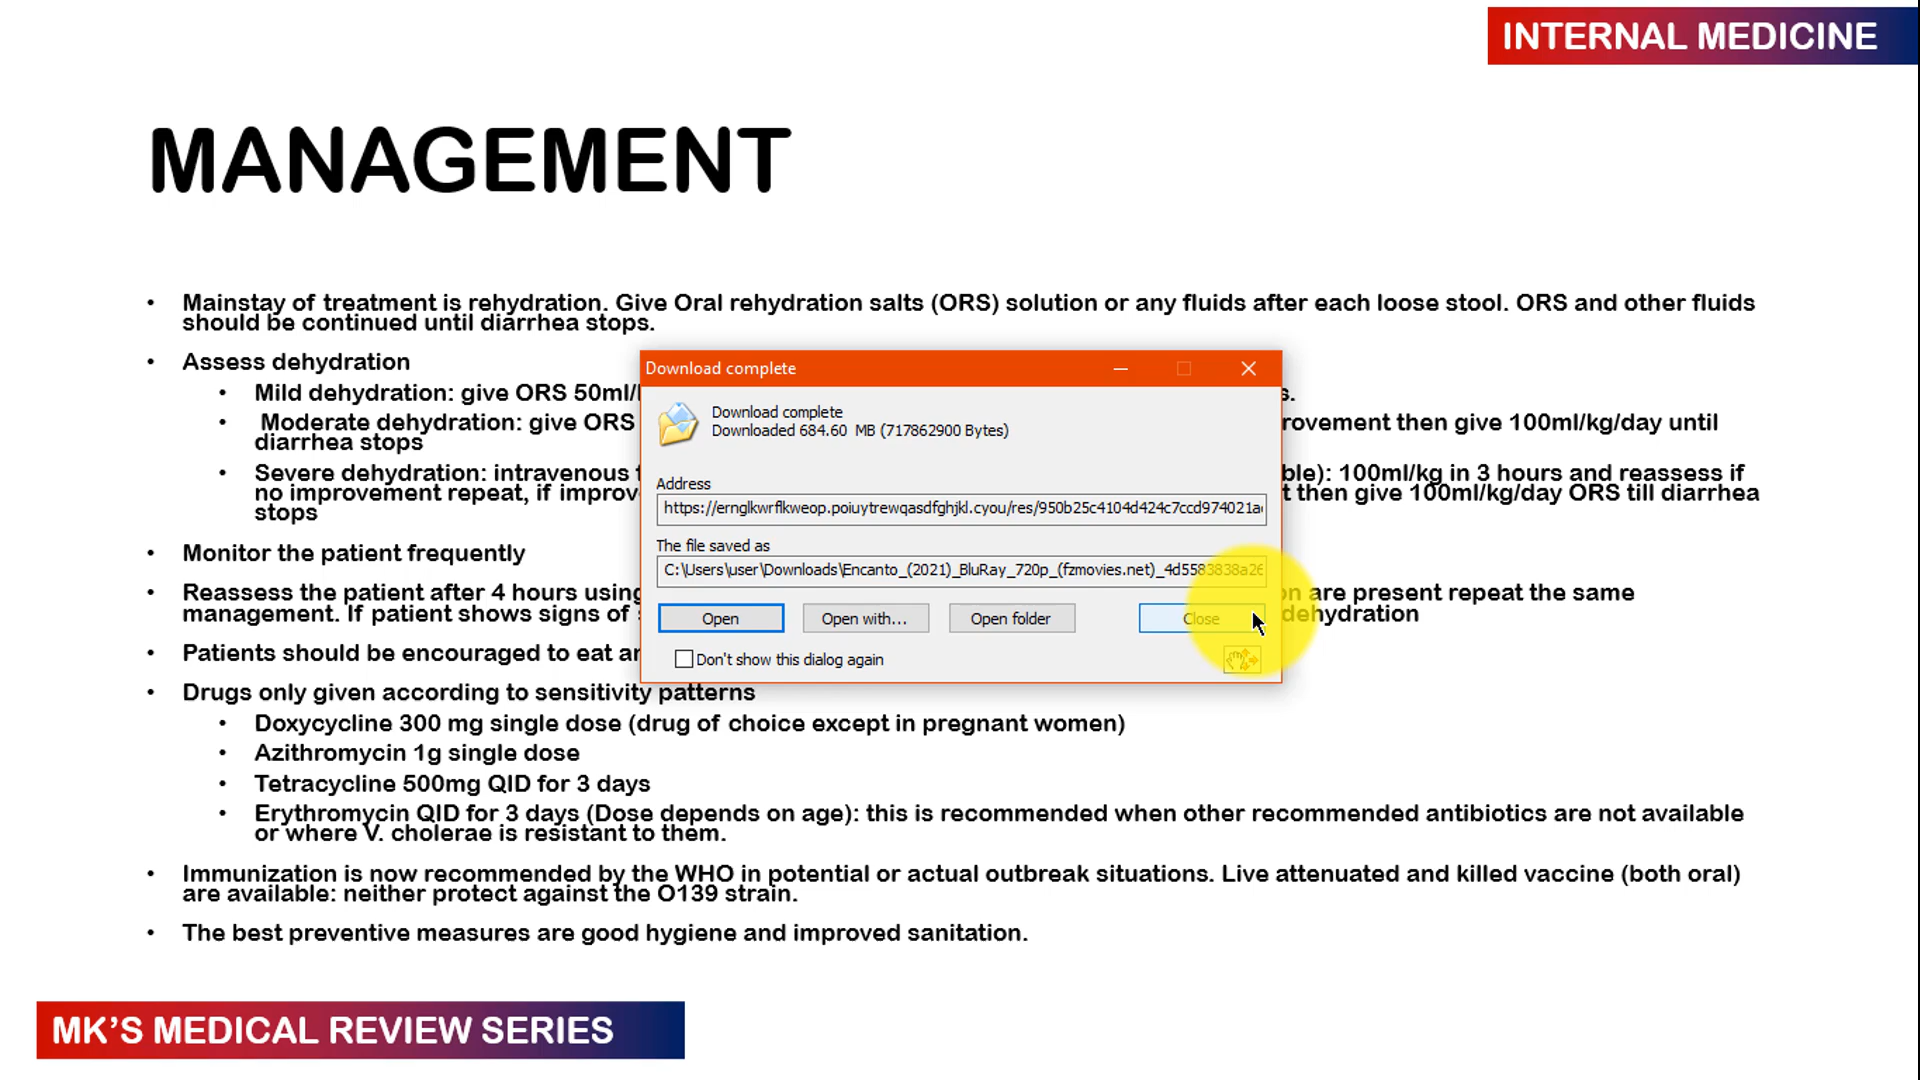 INTERNAL MEDICINE
MANAGEMENT
• Mainstay of treatment is rehydration. Give Oral rehydration salts (ORS) solution or any fluids after each loose stool. ORS and other fluids
should be continued until diarrhea stops.
• Assess dehydration
• Mild dehydration: give ORS 50ml/
• Moderate dehydration: give ORS rovement then give 100ml/kg/day until
diarrhea stops
• Severe dehydration: intravenous ble): 100ml/kg in 3 hours and reassess if
no improvement repeat, if improv t then give 100ml/kg/day ORS till diarrhea
stops
• Monitor the patient frequently
• Reassess the patient after 4 hours using on are present repeat the same
management. If patient shows signs of dehydration
• Patients should be encouraged to eat
• Drugs only given according to sensitivity patterns
• Doxycycline 300 mg single dose (drug of choice except in pregnant women)
• Azithromycin 1g single dose
• Tetracycline 500mg QID for 3 days
• Erythromycin QID for 3 days (Dose depends on age): this is recommended when other recommended antibiotics are not available
or where V. cholerae is resistant to them.
• Immunization is now recommended by the WHO in potential or actual outbreak situations. Live attenuated and killed vaccine (both oral)
are available: neither protect against the O139 strain.
• The best preventive measures are good hygiene and improved sanitation.
Download complete
Download complete
Downloaded 684.60 MB (717862900 Bytes)
Address
https://ernglkwrflkweop.poiuytrewqasdfghjkl.cyou/res/950b25c4104d424c7ccd974021a
The file saved as
C:\Users\user\Downloads\Encanto_(2021)_BluRay_720p_(fzmovies.net)_4d5583838a26
Open Open with... Open folder Close
Don't show this dialog again
MK'S MEDICAL REVIEW SERIES